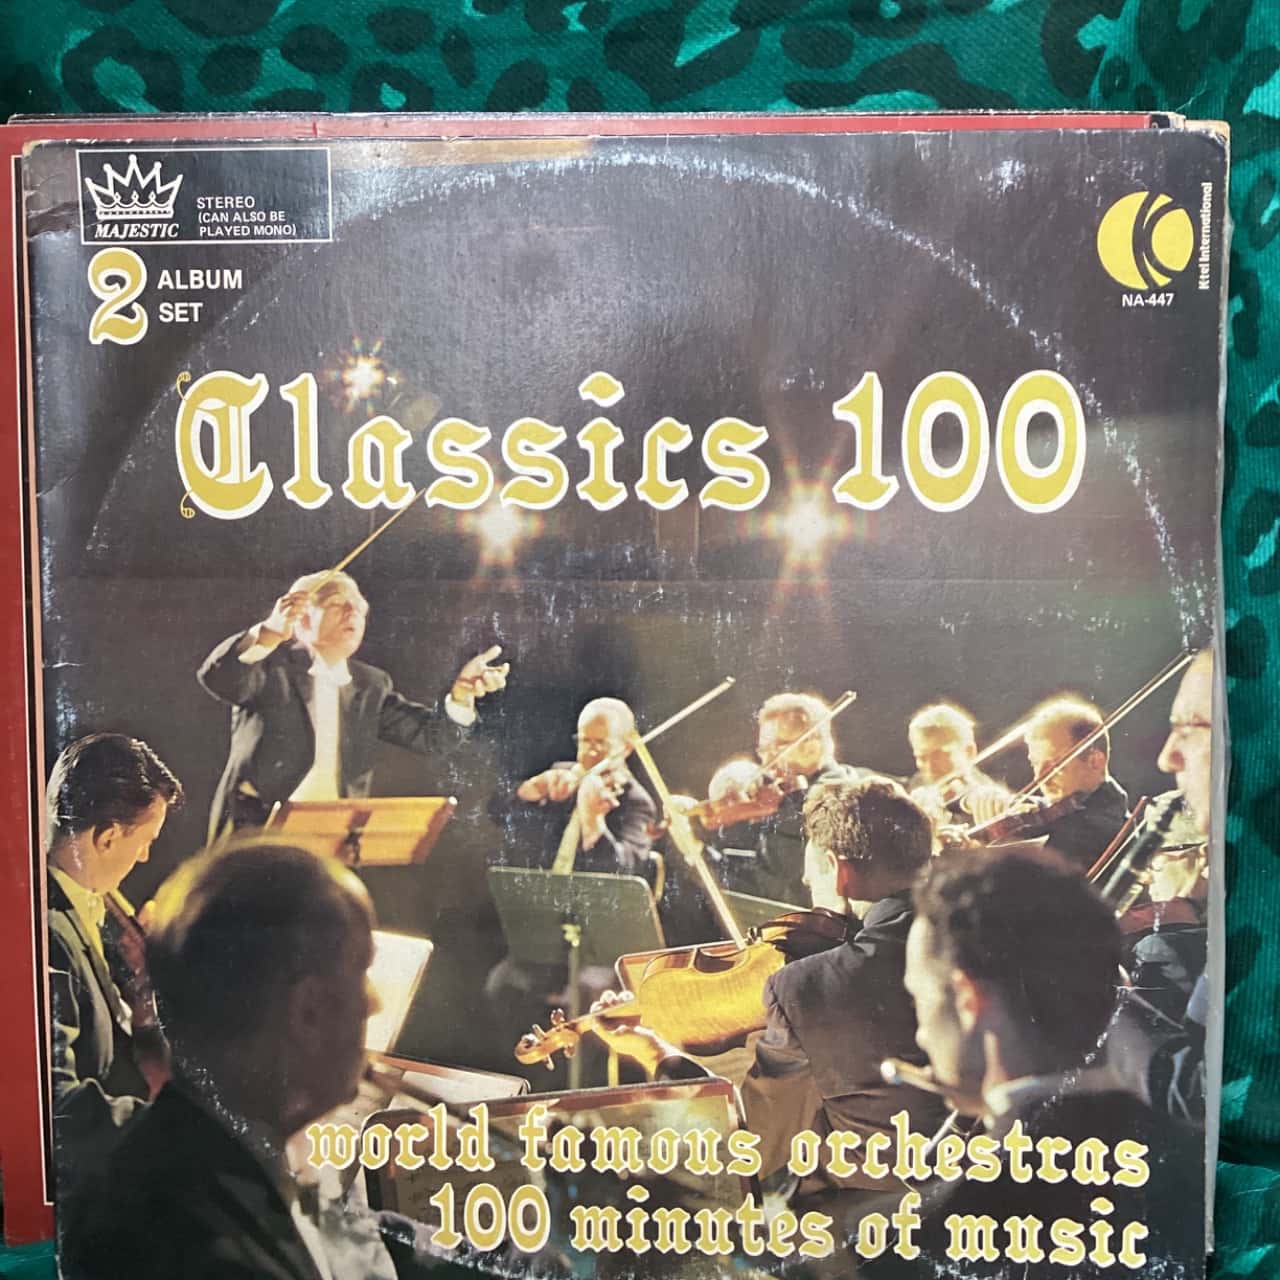 STEREO
(CAN ALSO BE
PLAYED MONO)
MAJESTIC
2 ALBUM
SET
K
Ktel International
NA-447
Classics 100
world famous orchestras
100 minutes of music